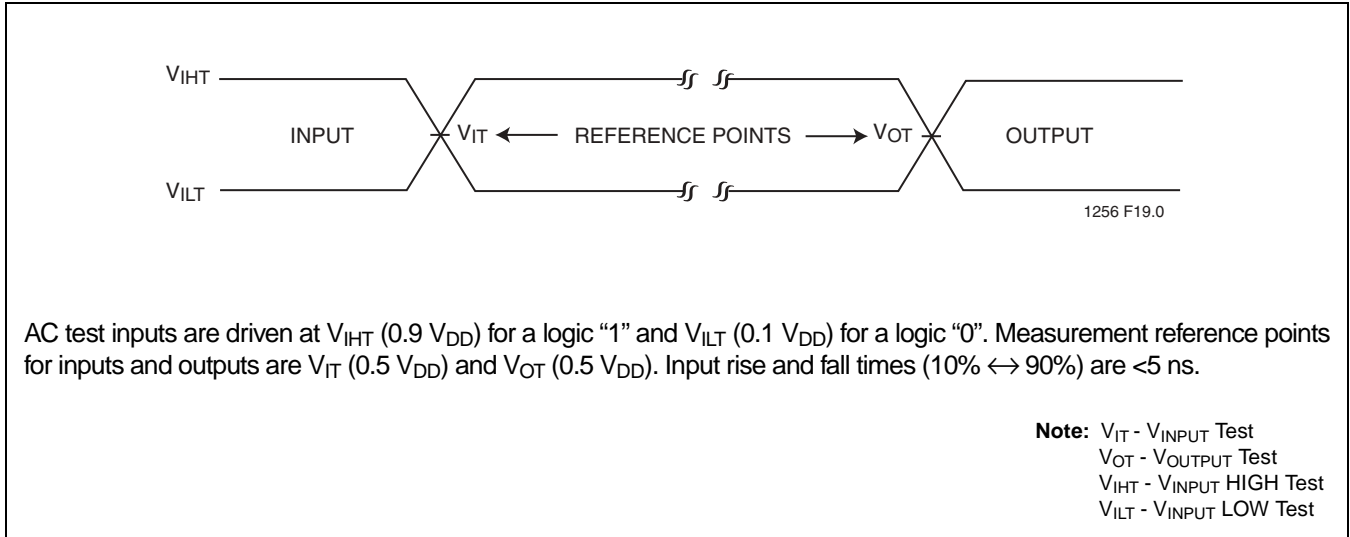 VIHT
INPUT VIT REFERENCE POINTS VOT OUTPUT
VILT
1256 F19.0
AC test inputs are driven at VIHT (0.9 VDD) for a logic “1” and VILT (0.1 VDD) for a logic “0”. Measurement reference points
for inputs and outputs are VIT (0.5 VDD) and VOT (0.5 VDD). Input rise and fall times (10% ↔ 90%) are <5 ns.
Note: VIT - VINPUT Test
VOT - VOUTPUT Test
VIHT - VINPUT HIGH Test
VILT - VINPUT LOW Test